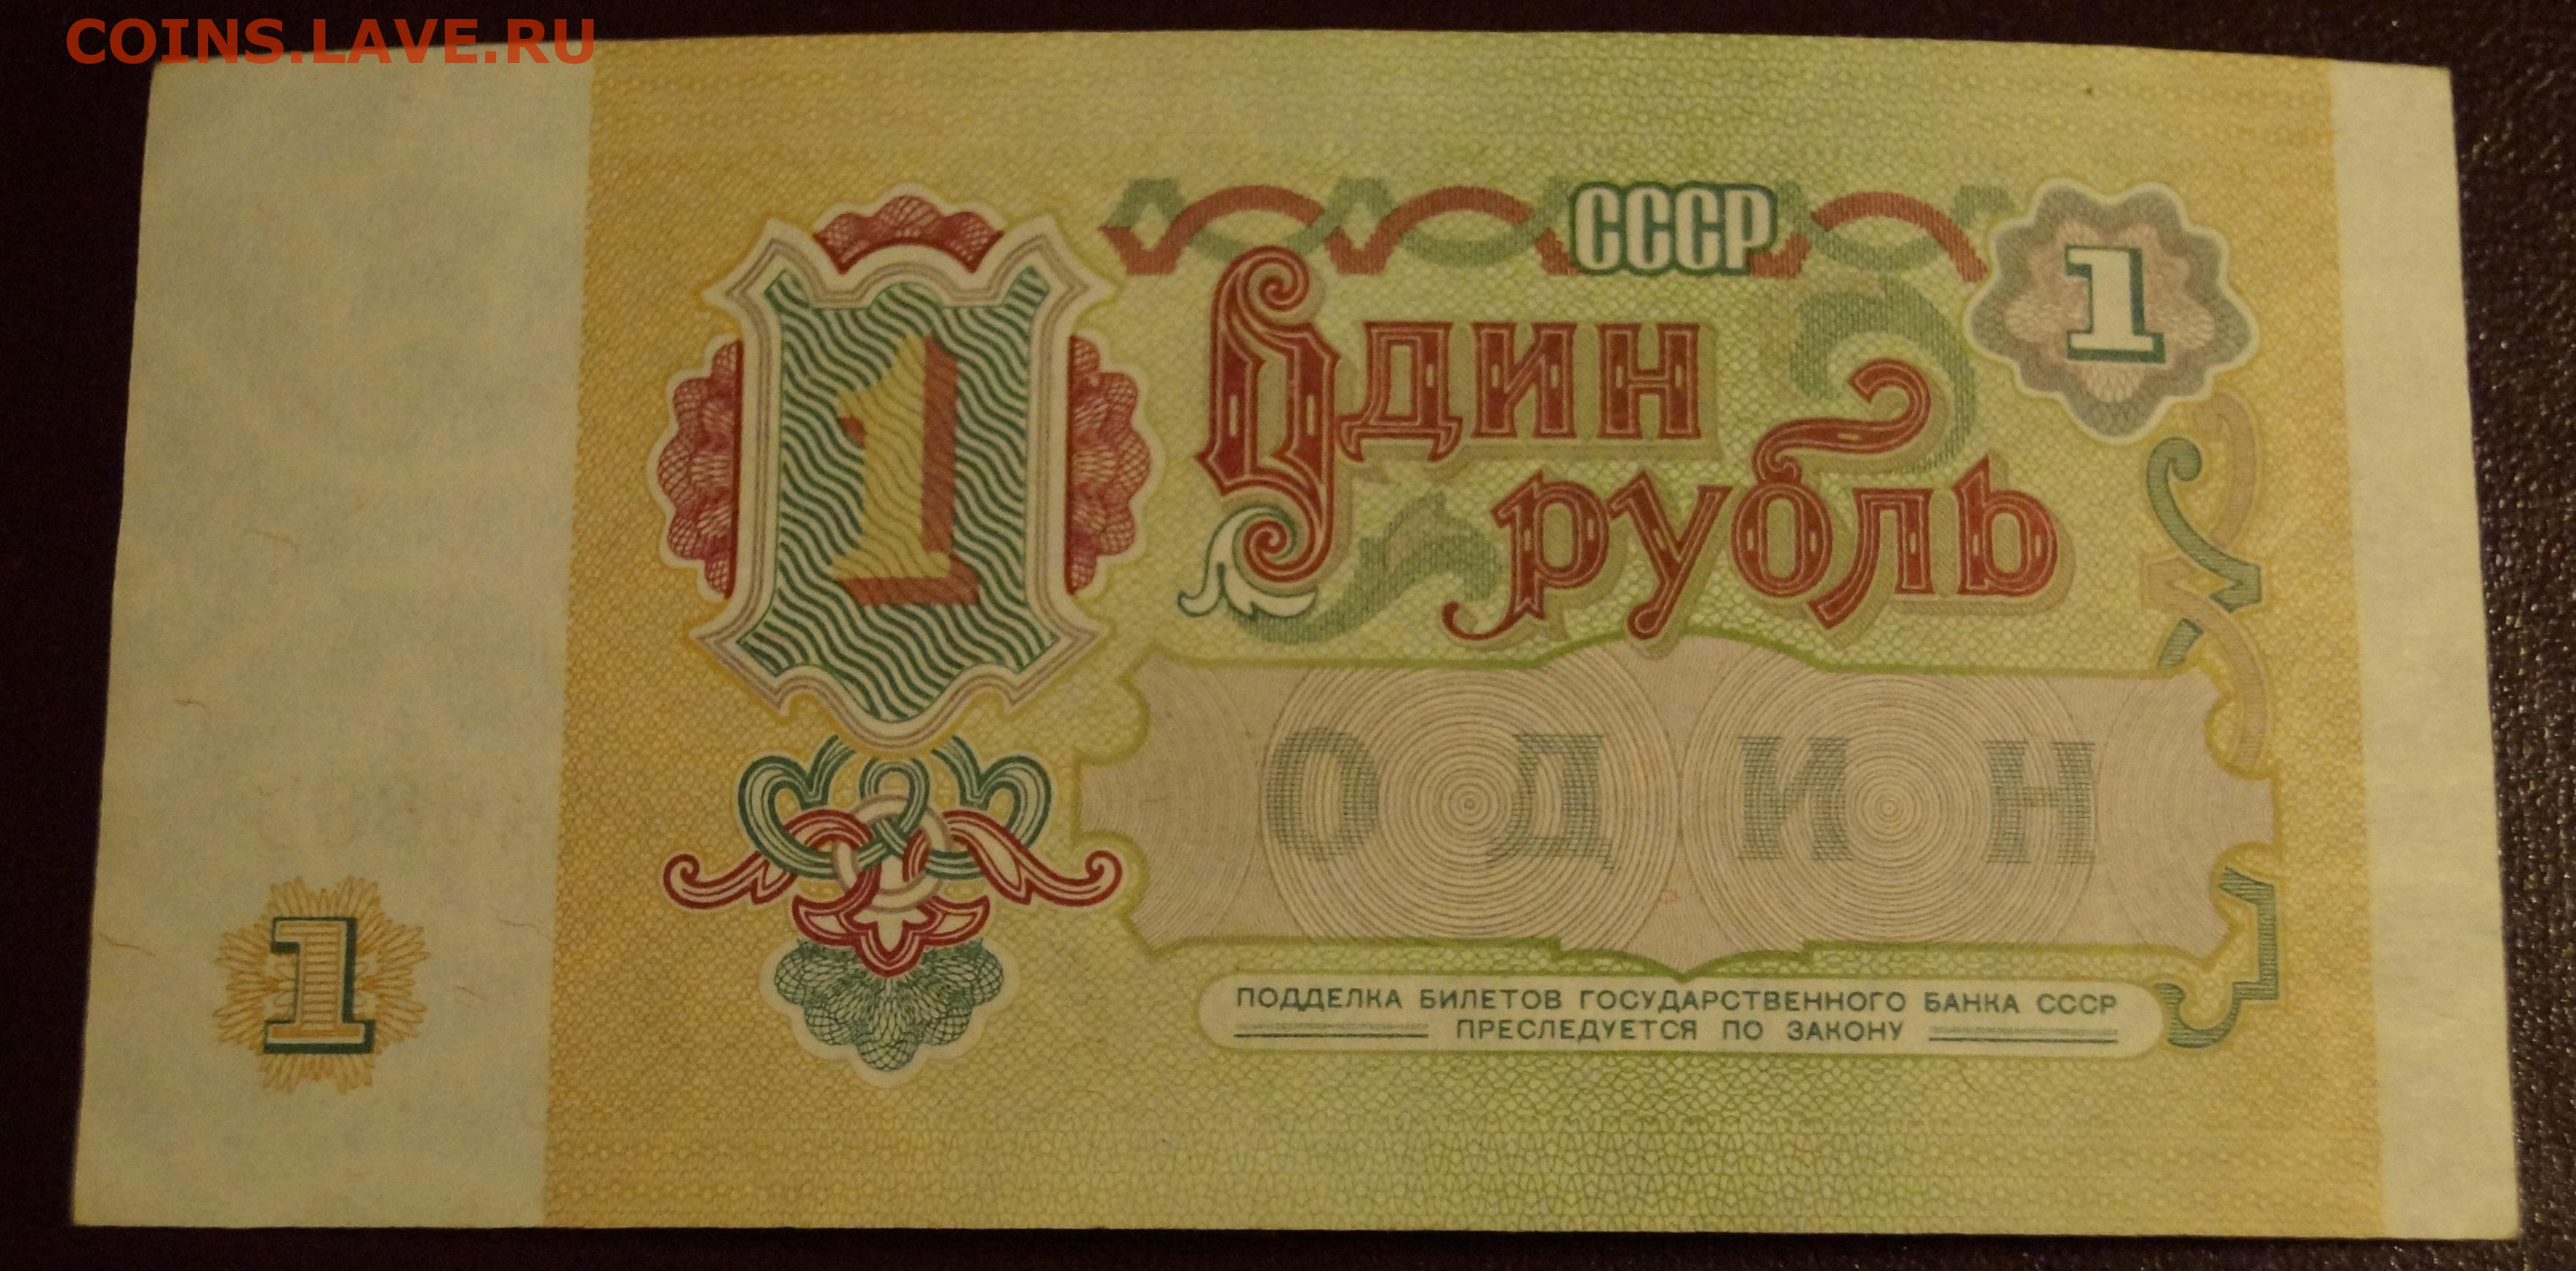 COINS.LAVE.RU
СССР
1
1
Один
рубль
ОДИН
1
ПОДДЕЛКА БИЛЕТОВ ГОСУДАРСТВЕННОГО БАНКА СССР
ПРЕСЛЕДУЕТСЯ ПО ЗАКОНУ